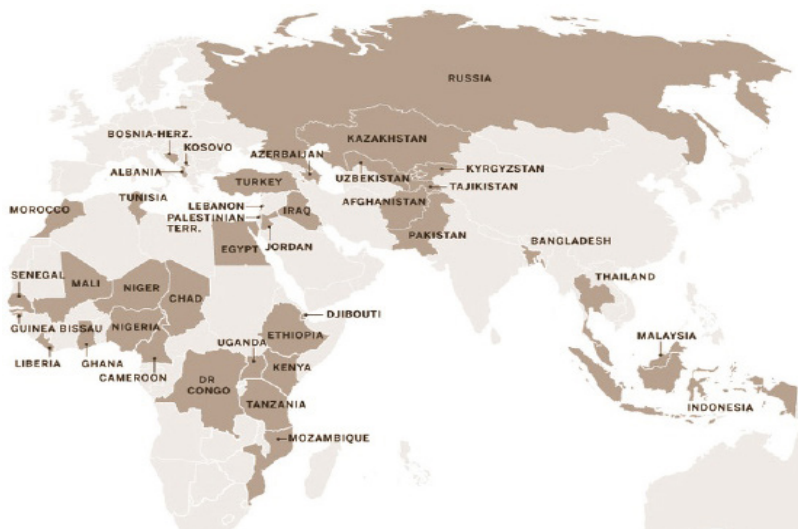 RUSSIA
BOSNIA-HERZ.
KOSOVO
KAZAKHSTAN
AZERBAIJAN
ALBANIA
KYRGYZSTAN
UZBEKISTAN
TURKEY
TAJIKISTAN
TUNISIA
LEBANON
AFGHANISTAN
MOROCCO
PALESTINIAN
TERR.
IRAQ
JORDAN
PAKISTAN
EGYPT
BANGLADESH
SENEGAL
MALI
NIGER
CHAD
THAILAND
GUINEA BISSAU
NIGERIA
DJIBOUTI
ETHIOPIA
MALAYSIA
UGANDA
LIBERIA
GHANA
CAMEROON
KENYA
DR
CONGO
TANZANIA
INDONESIA
MOZAMBIQUE